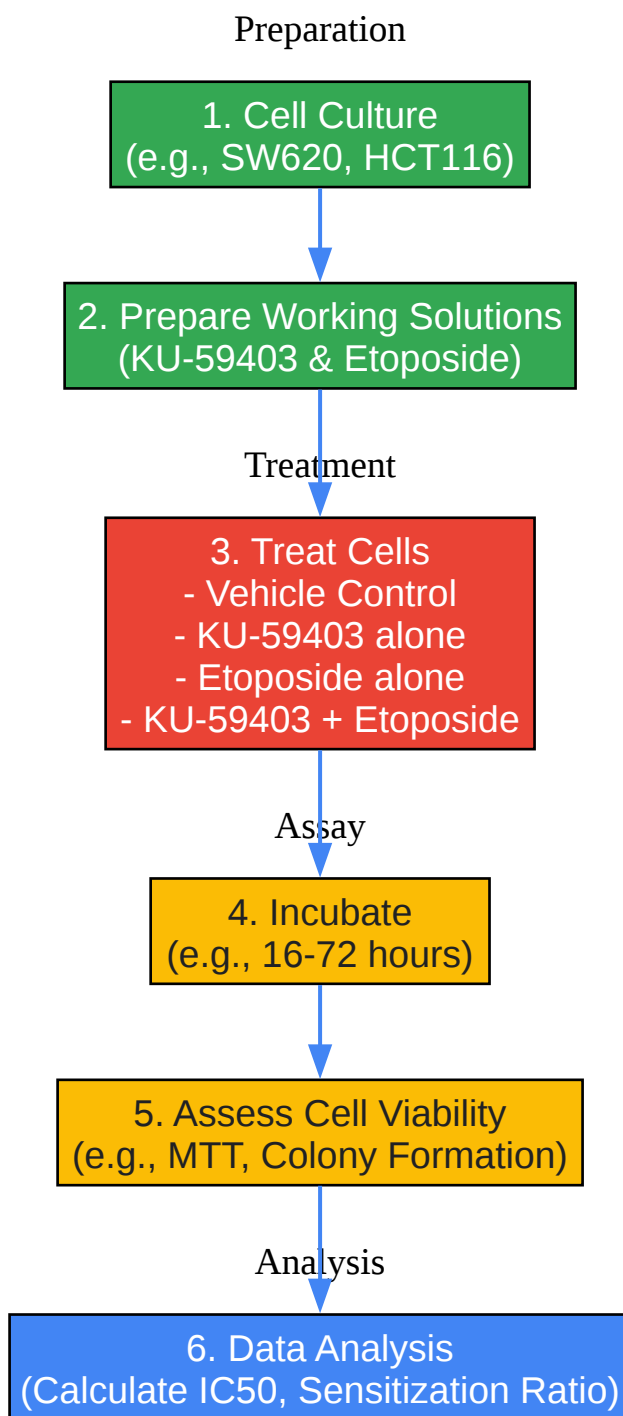 Preparation
1. Cell Culture
(e.g., SW620, HCT116)
2. Prepare Working Solutions
(KU-59403 & Etoposide)
Treatment
3. Treat Cells
- Vehicle Control
- KU-59403 alone
- Etoposide alone
- KU-59403 + Etoposide
Assay
4. Incubate
(e.g., 16-72 hours)
5. Assess Cell Viability
(e.g., MTT, Colony Formation)
Analysis
6. Data Analysis
(Calculate IC50, Sensitization Ratio)